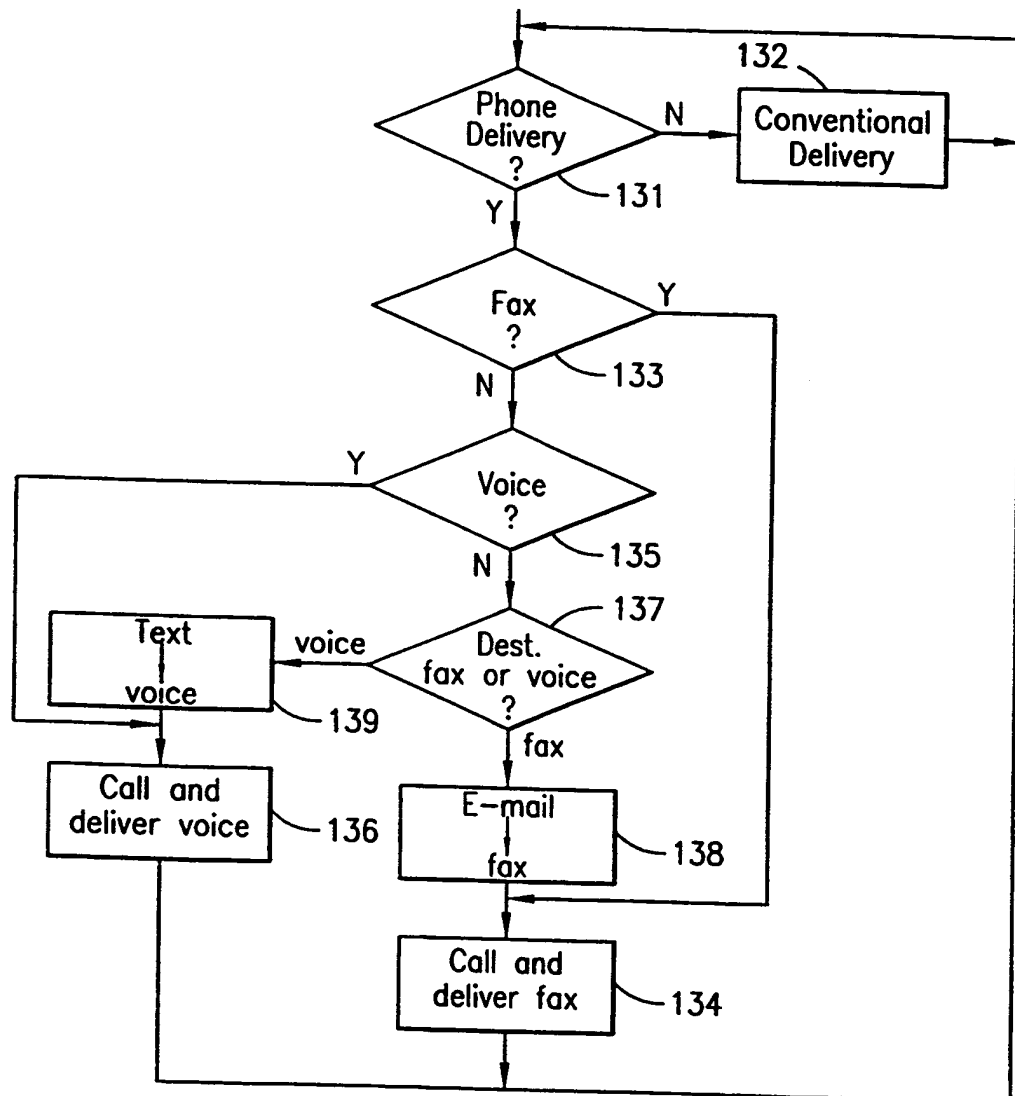 132
Phone
Delivery
?
N
Conventional
Delivery
131
Y
Fax
?
Y
133
N
Y
Voice
?
135
N
137
Text
voice
voice
Dest.
fax or voice
?
139
fax
Call and
deliver voice
136
E-mail
fax
138
Call and
deliver fax
134